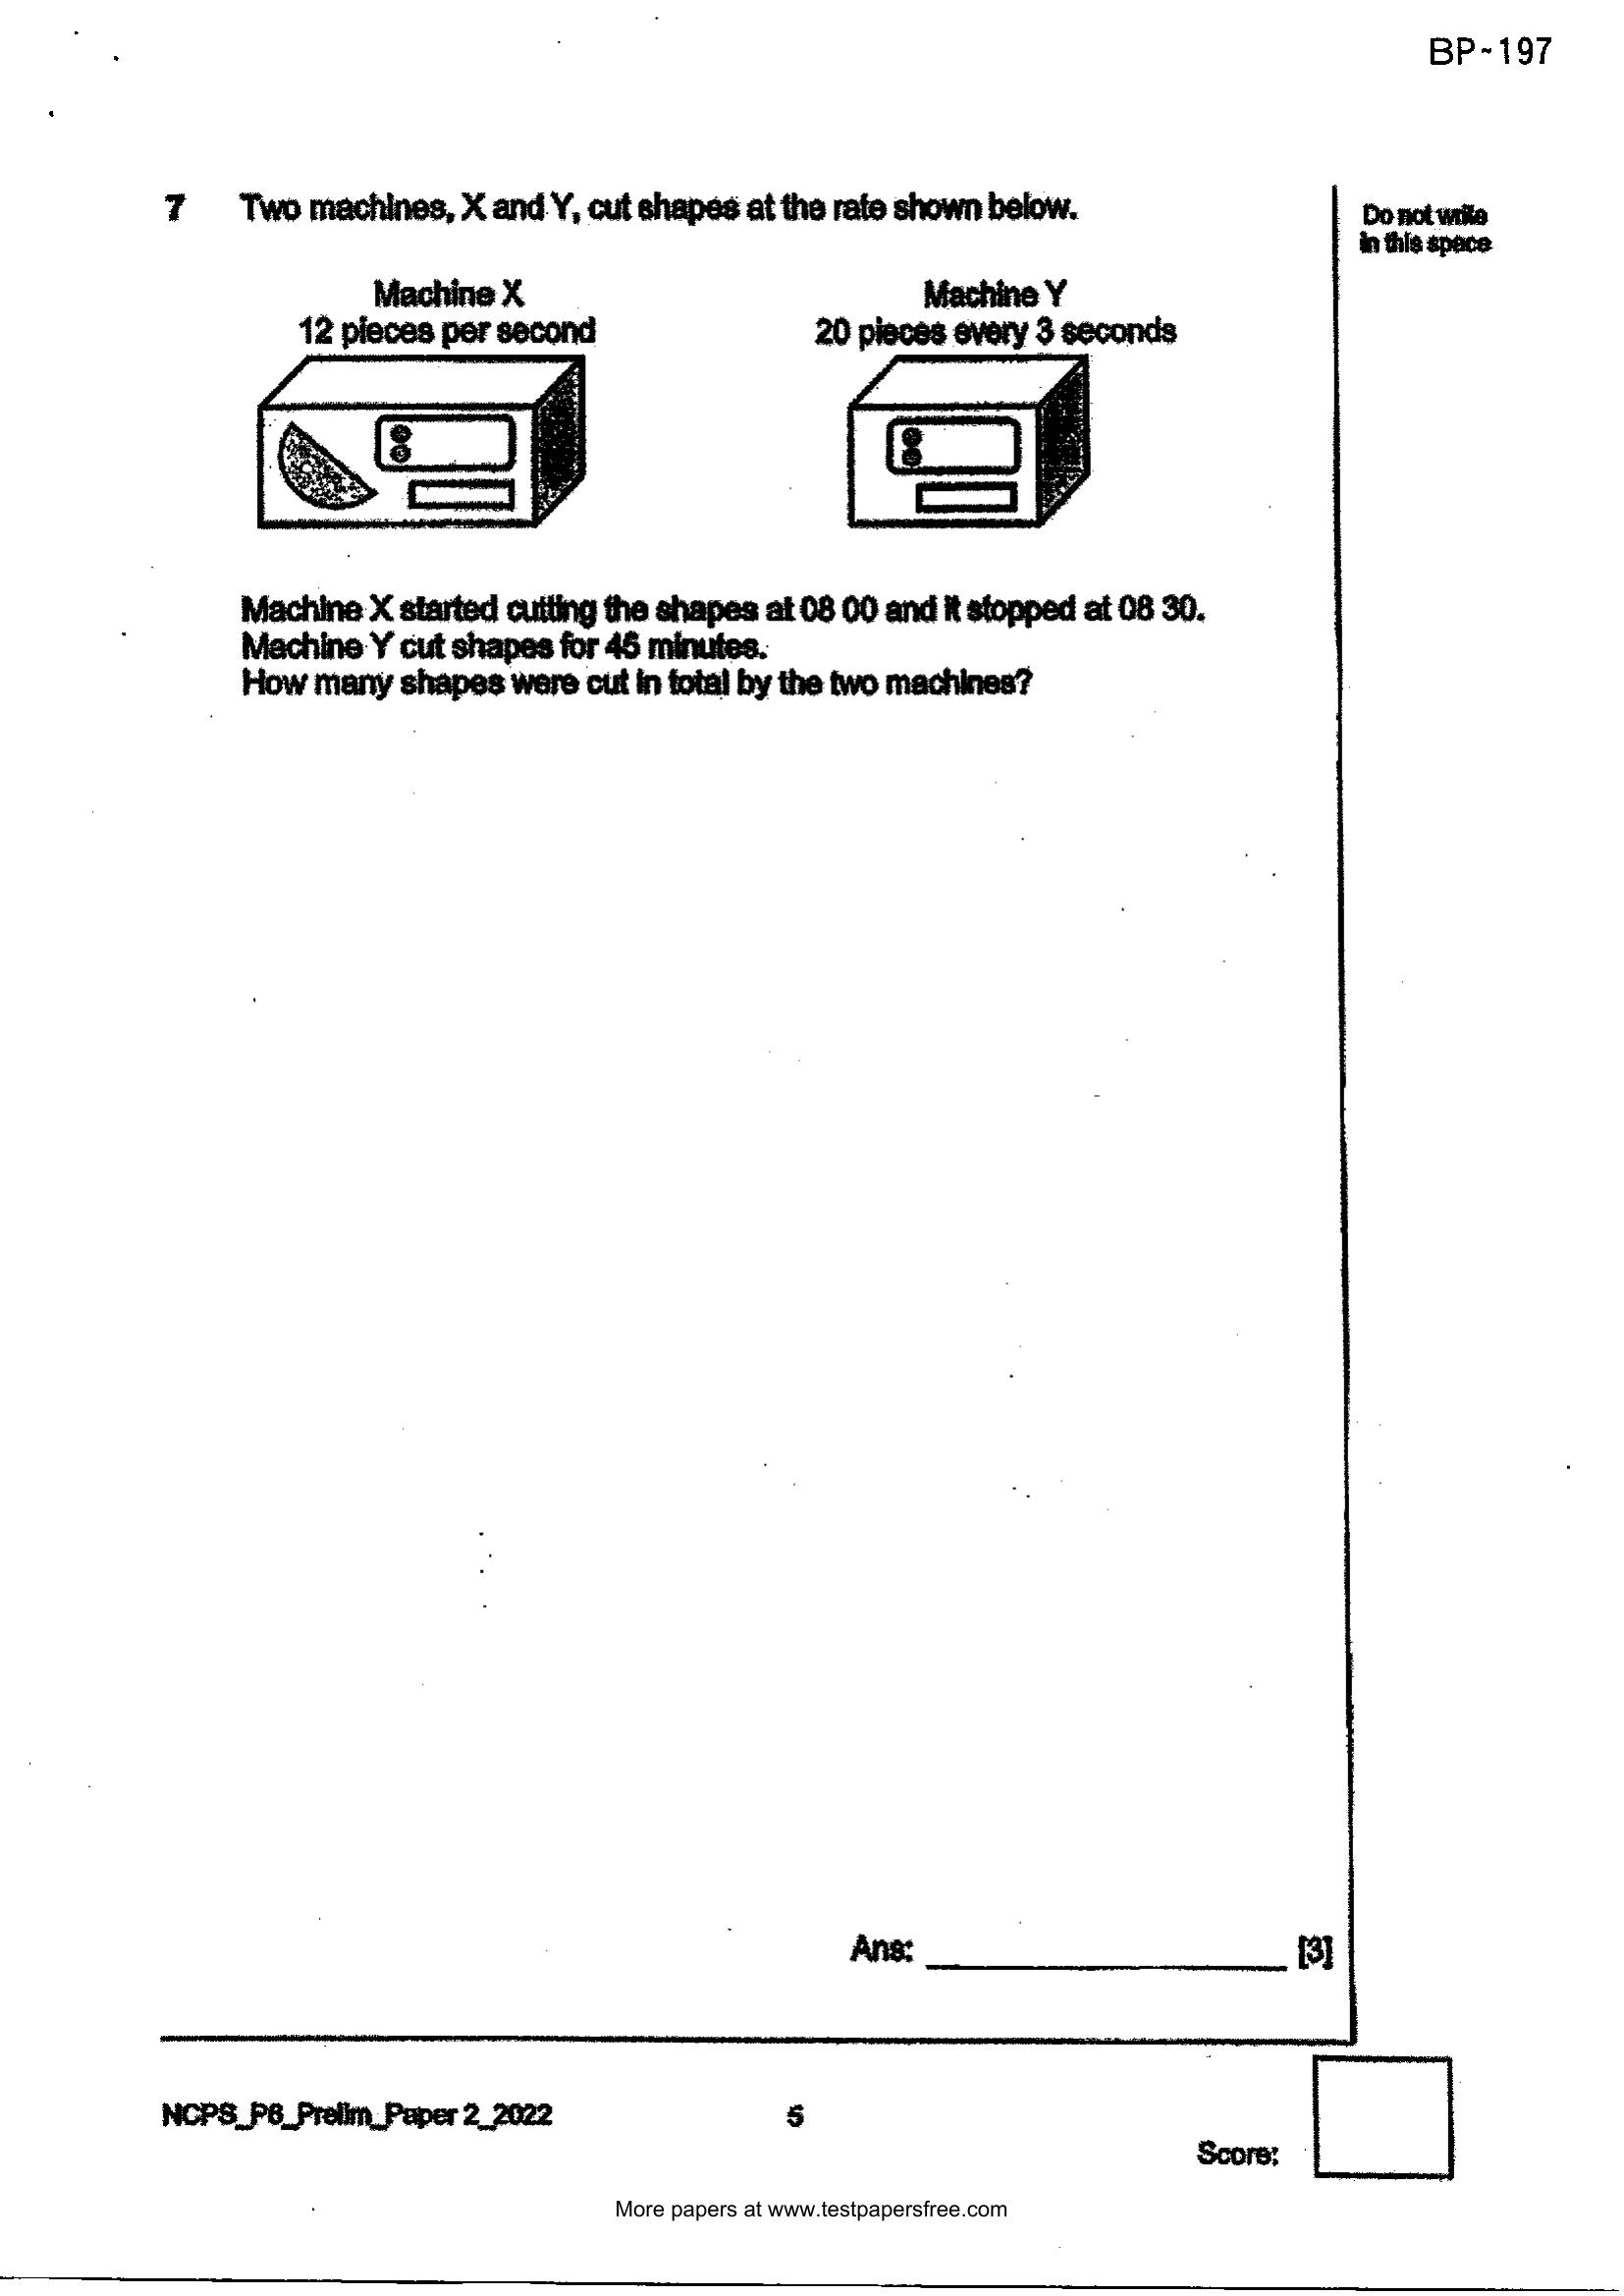 BP-197
7 Two machines, X and Y, cut shapes at the rate shown below.
Do not write
in this space
Machine X
12 pieces per second
Machine Y
20 pieces every 3 seconds
Machine X started cutting the shapes at 08 00 and it stopped at 08 30.
Machine Y cut shapes for 45 minutes.
How many shapes were cut in total by the two machines?
Ans: [3]
NCPS_P6_Prelim_Paper 2_2022
5
Score:
More papers at www.testpapersfree.com